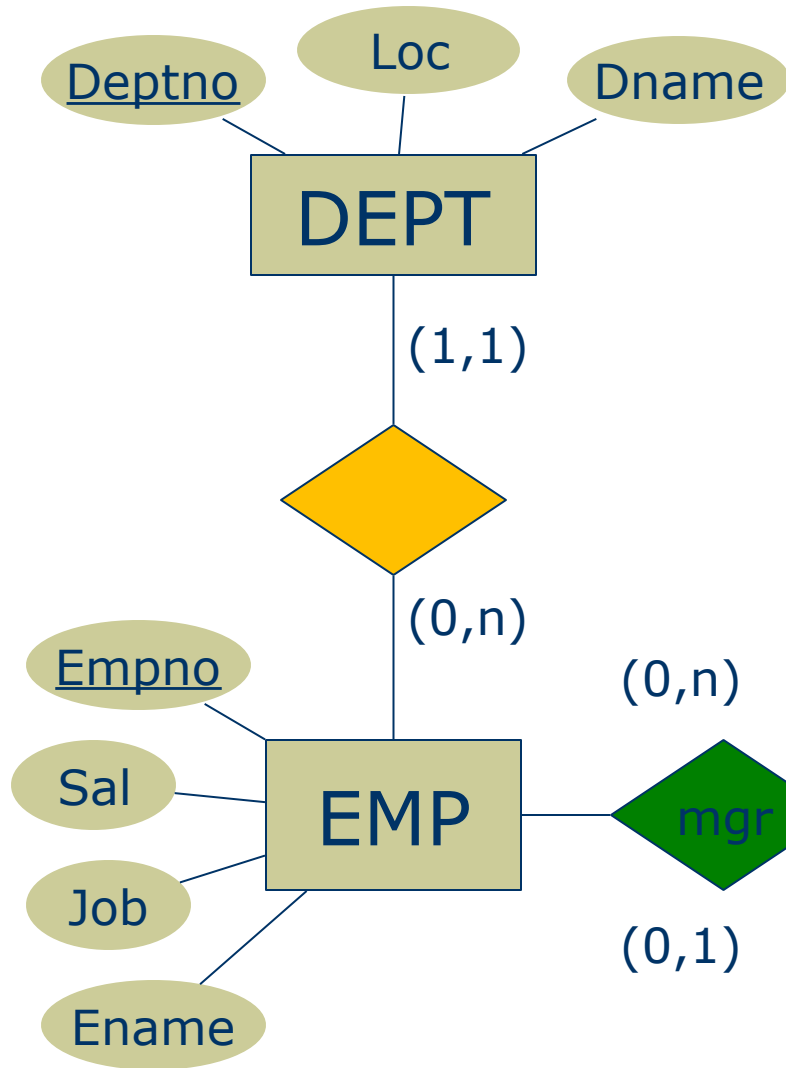 Loc
Deptno
Dname
DEPT
(1,1)
(0,n)
Empno
(0,n)
Sal
EMP
mgr
Job
(0,1)
Ename